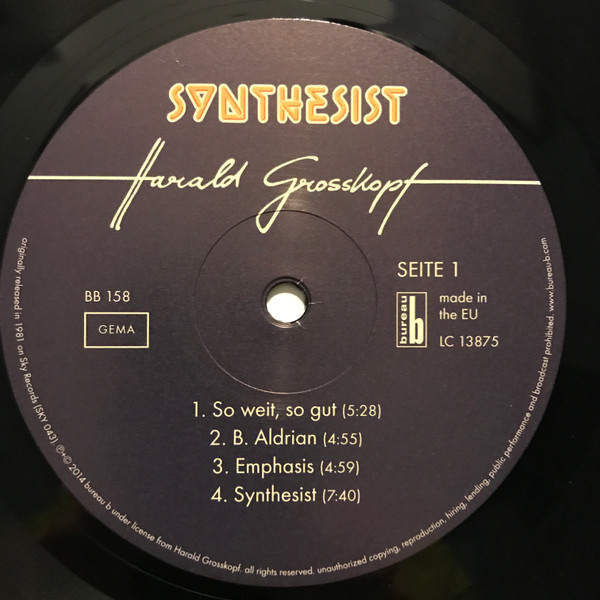 SYNTHESIST
Harald Grosskopf
SEITE 1
BB 158
GEMA
bureau b
made in
the EU
LC 13875
1. So weit, so gut (5:28)
2. B. Aldrian (4:55)
3. Emphasis (4:59)
4. Synthesist (7:40)
originally released in 1981 on Sky Records (SKY 043) ℗+© 2014 bureau b under license from Harald Grosskopf. all rights reserved. unauthorized copying, reproduction, hiring, lending, public performance and broadcast prohibited. www.bureau-b.com